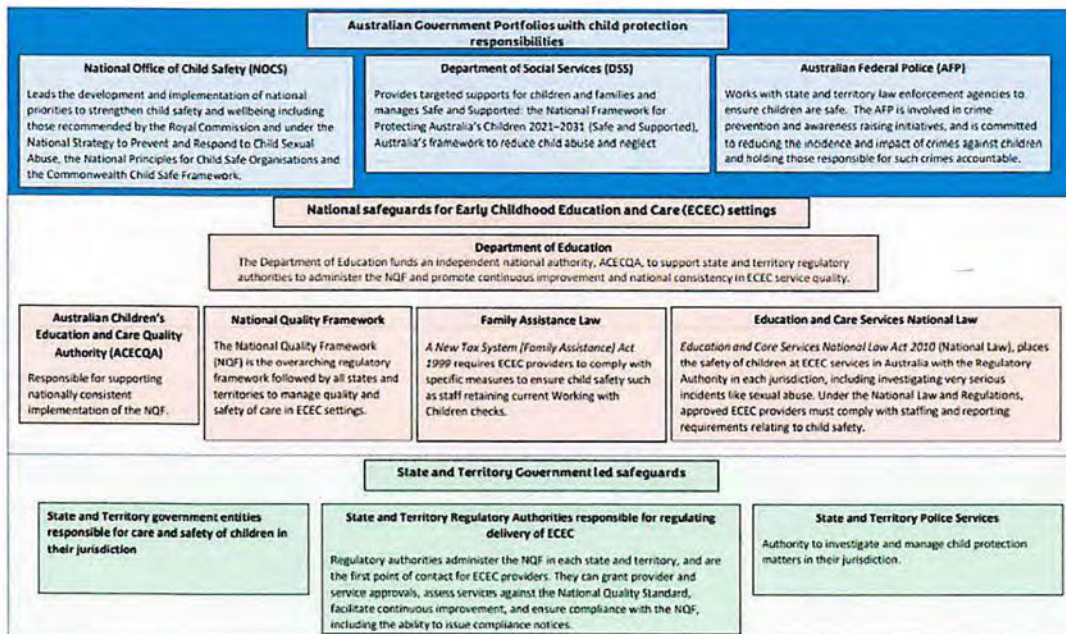 Australian Government Portfolios with child protection
responsibilities
National Office of Child Safety (NOCS)
Leads the development and implementation of national
priorities to strengthen child safety and wellbeing including
those recommended by the Royal Commission and under the
National Strategy to Prevent and Respond to Child Sexual
Abuse, the National Principles for Child Safe Organisations and
the Commonwealth Child Safe Framework.
Department of Social Services (DSS)
Provides targeted supports for children and families and
manages Safe and Supported: the National Framework for
Protecting Australia's Children 2021–2031 (Safe and Supported),
Australia's framework to reduce child abuse and neglect
Australian Federal Police (AFP)
Works with state and territory law enforcement agencies to
ensure children are safe. The AFP is involved in crime
prevention and awareness raising initiatives, and is committed
to reducing the incidence and impact of crimes against children
and holding those responsible for such crimes accountable.
National safeguards for Early Childhood Education and Care (ECEC) settings
Department of Education
The Department of Education funds an independent national authority, ACECQA, to support state and territory regulatory
authorities to administer the NQF and promote continuous improvement and national consistency in ECEC service quality.
Australian Children's
Education and Care Quality
Authority (ACECQA)
Responsible for supporting
nationally consistent
implementation of the NQF.
National Quality Framework
The National Quality Framework
(NQF) is the overarching regulatory
framework followed by all states and
territories to manage quality and
safety of care in ECEC settings.
Family Assistance Law
A New Tax System (Family Assistance) Act
1999 requires ECEC providers to comply with
specific measures to ensure child safety such
as staff retaining current Working with
Children checks.
Education and Care Services National Law
Education and Care Services National Law Act 2010 (National Law), places
the safety of children at ECEC services in Australia with the Regulatory
Authority in each jurisdiction, including investigating very serious
incidents like sexual abuse. Under the National Law and Regulations,
approved ECEC providers must comply with staffing and reporting
requirements relating to child safety.
State and Territory Government led safeguards
State and Territory government entities
responsible for care and safety of children in
their jurisdiction
State and Territory Regulatory Authorities responsible for regulating
delivery of ECEC
Regulatory authorities administer the NQF in each state and territory, and are
the first point of contact for ECEC providers. They can grant provider and
service approvals, assess services against the National Quality Standard,
facilitate continuous improvement, and ensure compliance with the NQF,
including the ability to issue compliance notices.
State and Territory Police Services
Authority to investigate and manage child protection
matters in their jurisdiction.